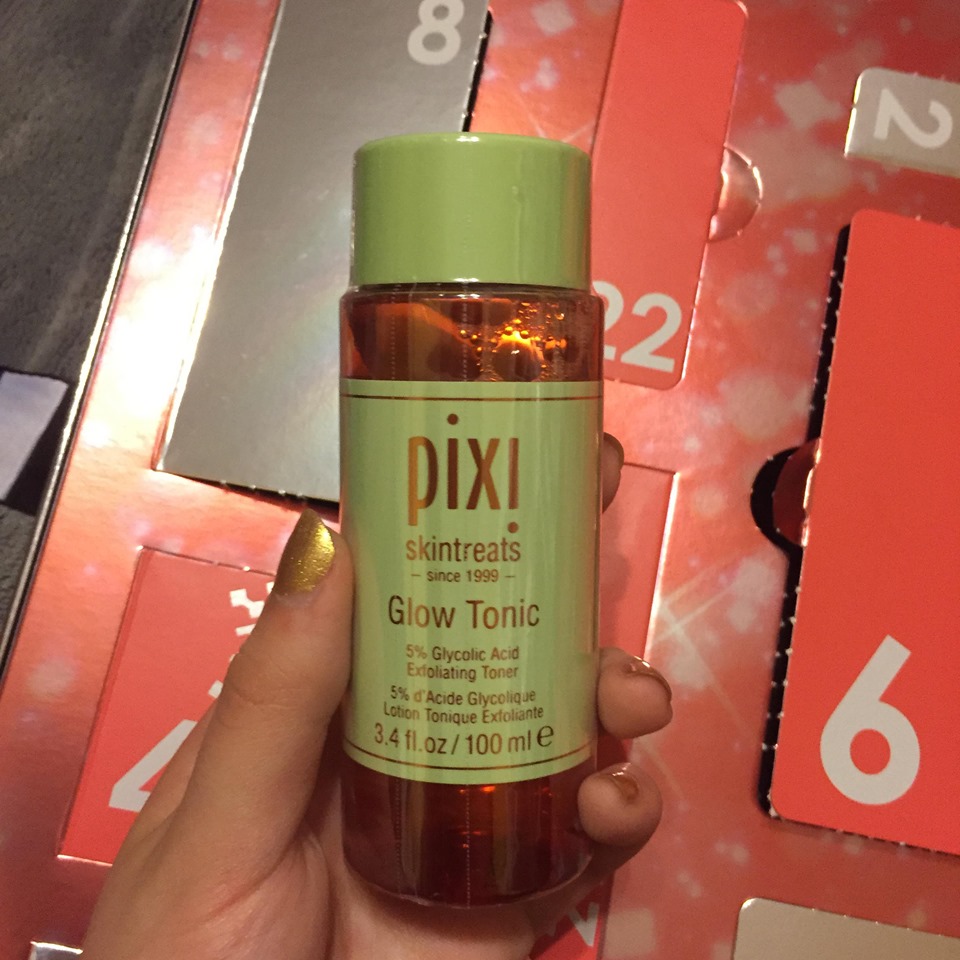 8
2
22
pixi
skintreats
– since 1999 –
Glow Tonic
5% Glycolic Acid
Exfoliating Toner
5% d'Acide Glycolique
Lotion Tonique Exfoliante
3.4 fl.oz / 100 ml ℮
4
6